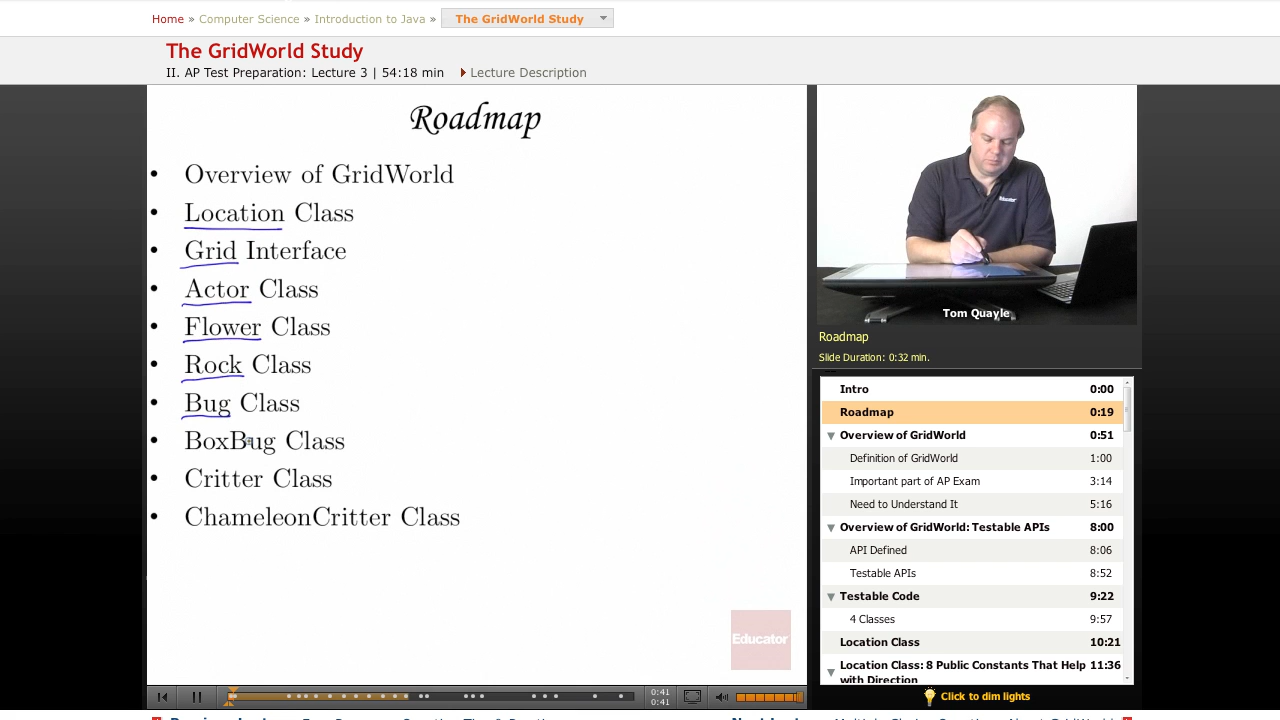 Home » Computer Science » Introduction to Java » The GridWorld Study
The GridWorld Study
II. AP Test Preparation: Lecture 3 | 54:18 min Lecture Description
Roadmap
• Overview of GridWorld
• Location Class
• Grid Interface
• Actor Class
• Flower Class
• Rock Class
• Bug Class
• BoxBug Class
• Critter Class
• ChameleonCritter Class
Educator
Educator
Tom Quayle
Roadmap
Slide Duration: 0:32 min.
Intro 0:00
Roadmap 0:19
Overview of GridWorld 0:51
Definition of GridWorld 1:00
Important part of AP Exam 3:14
Need to Understand It 5:16
Overview of GridWorld: Testable APIs 8:00
API Defined 8:06
Testable APIs 8:52
Testable Code 9:22
4 Classes 9:57
Location Class 10:21
Location Class: 8 Public Constants That Help 11:36
with Direction
0:41
0:41
Click to dim lights